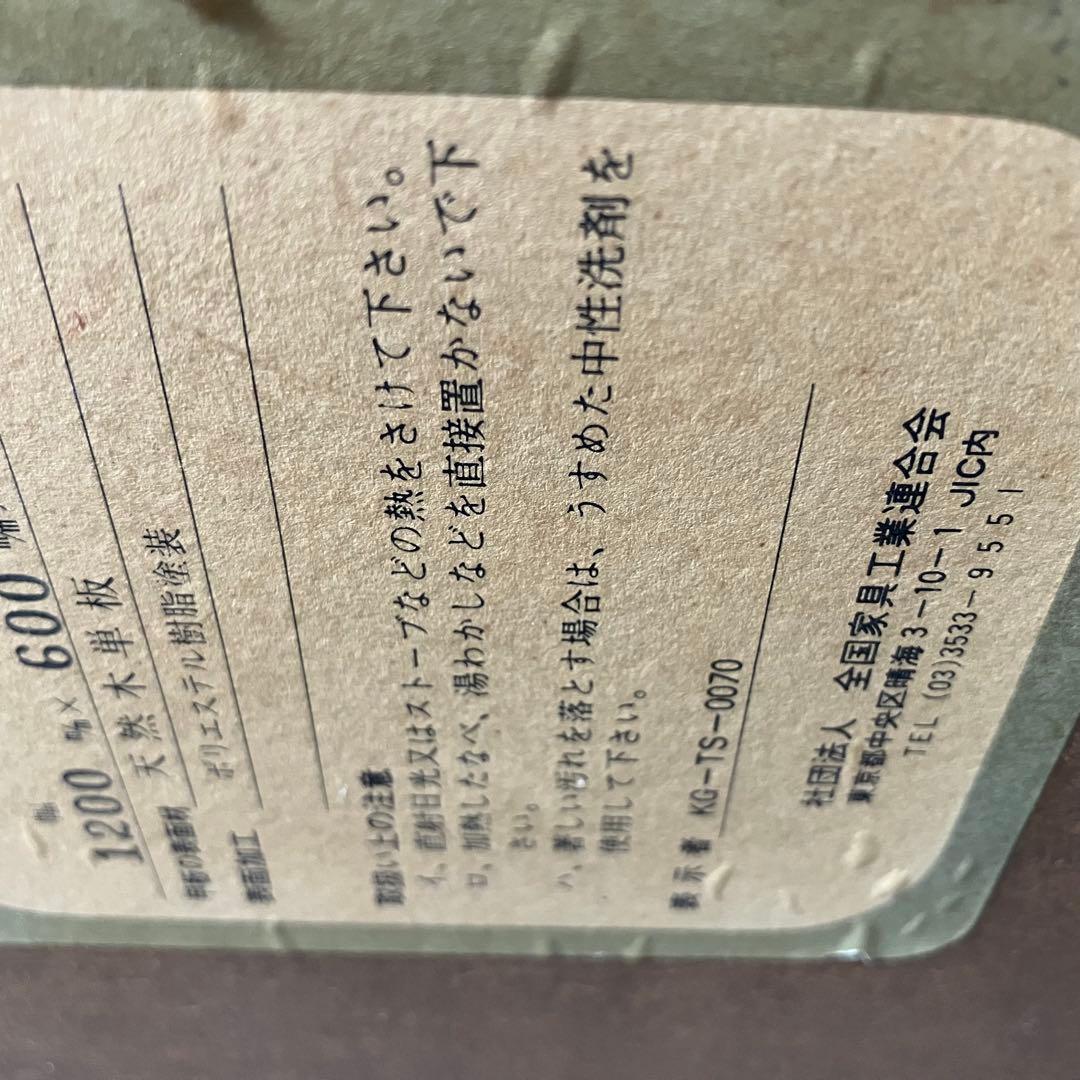 幅
1200 ㎜× 600 ㎜
甲板の表面材 天然木単板
表面加工 ポリエステル樹脂塗装
取扱い上の注意
イ、直射日光又はストーブなどの熱をさけて下さい。
ロ、加熱したなべ、湯わかしなどを直接置かないで下
さい。
ハ、著しい汚れを落とす場合は、うすめた中性洗剤を
使用して下さい。
表示者 KG-TS-0070
社団法人 全国家具工業連合会
東京都中央区晴海3-10-1 JIC内
TEL (03)3533-9551